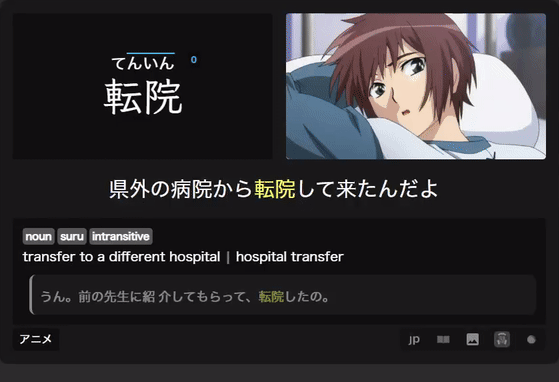 てんいん 0
転院
県外の病院から転院して来たんだよ
noun suru intransitive
transfer to a different hospital | hospital transfer
うん。前の先生に紹 介してもらって、転院したの。
アニメ jp